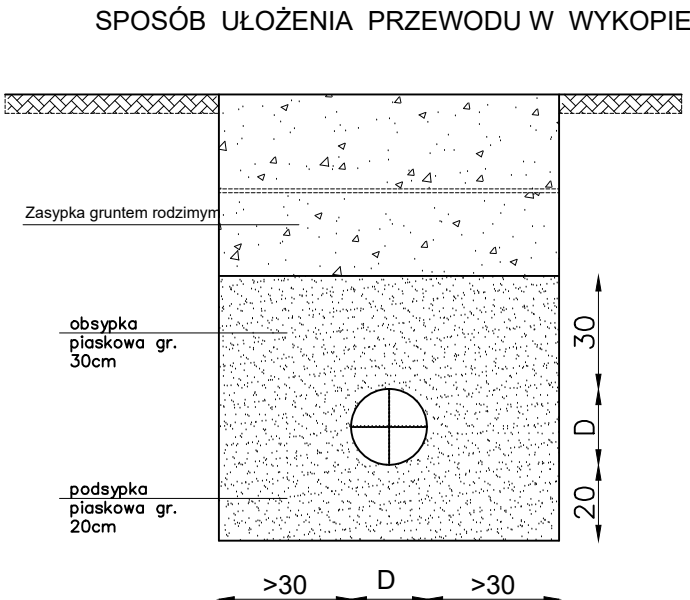 SPOSÓB UŁOŻENIA PRZEWODU W WYKOPIE
Zasypka gruntem rodzimym
obsypka
piaskowa gr.
30cm
30
D
podsypka
piaskowa gr.
20cm
20
>30
D
>30